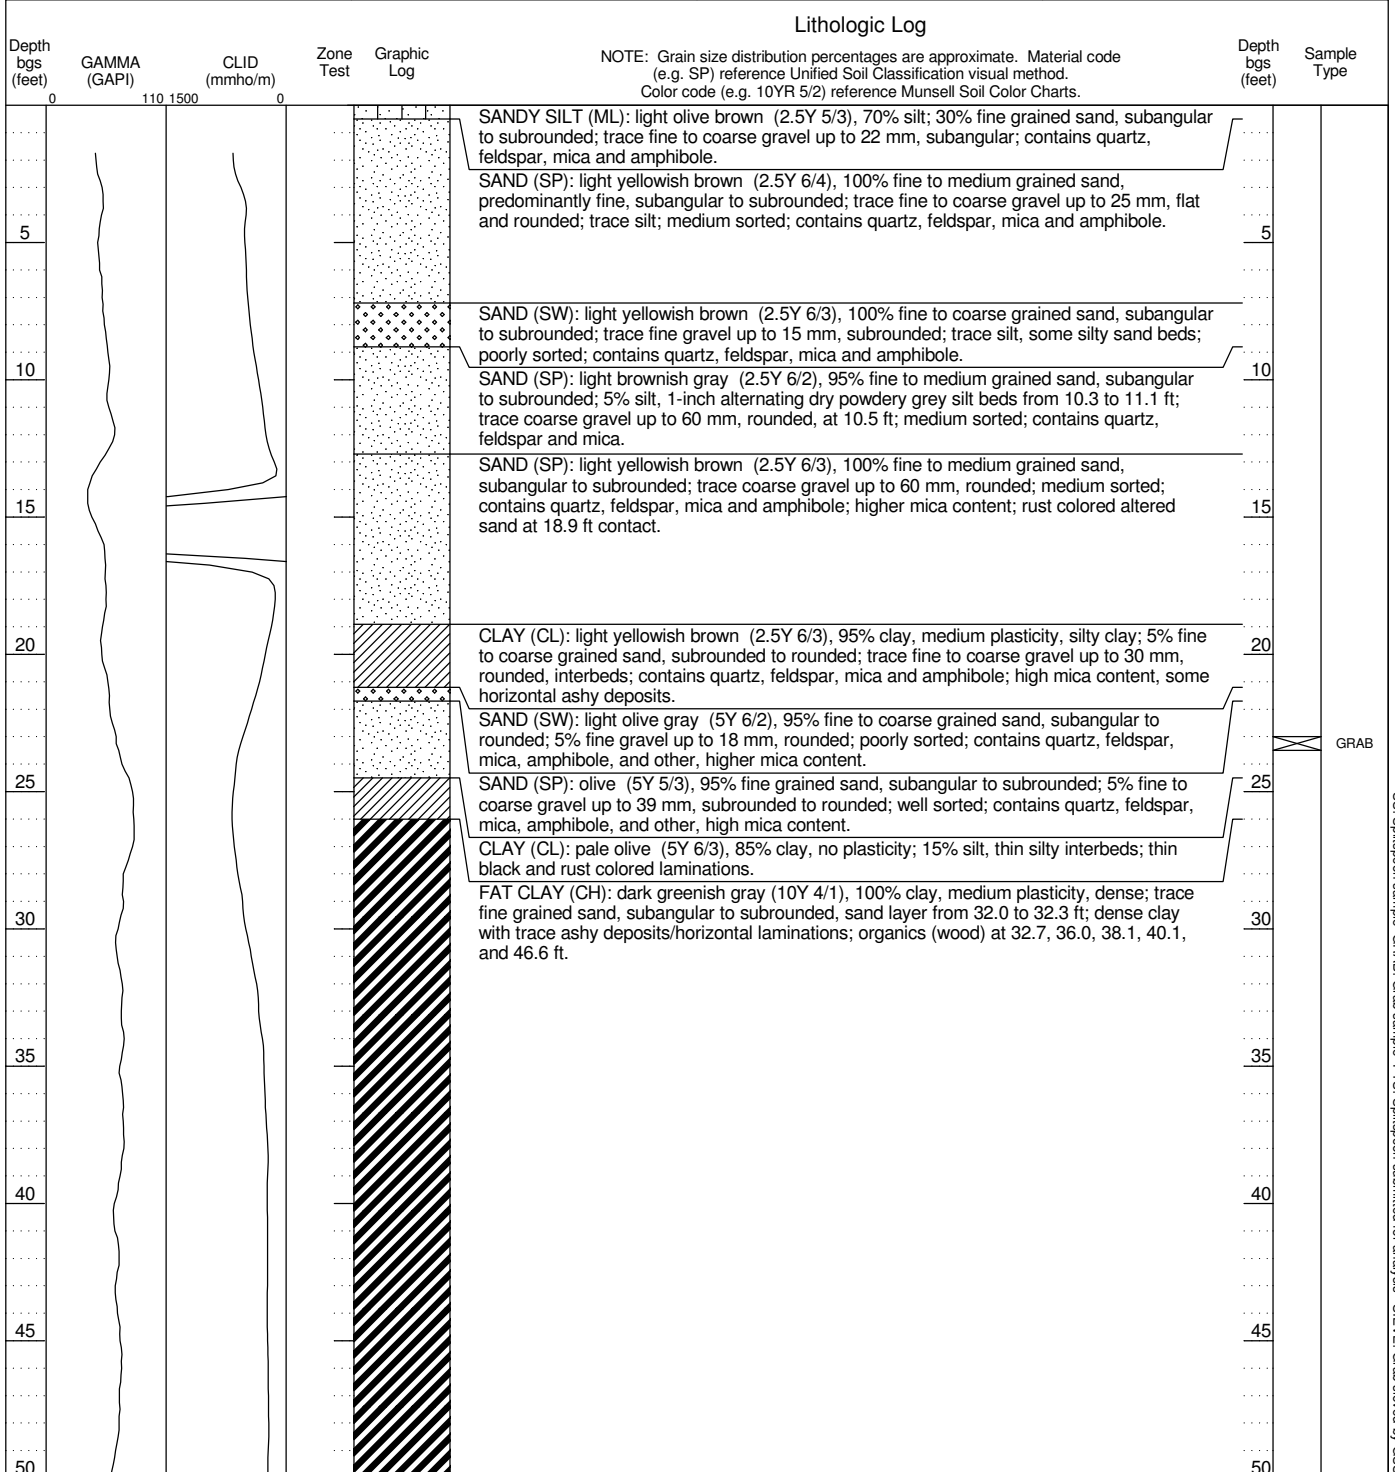 Lithologic Log
Depth
bgs
(feet)
GAMMA
(GAPI)
CLID
(mmho/m)
Zone
Test
Graphic
Log
NOTE: Grain size distribution percentages are approximate. Material code
(e.g. SP) reference Unified Soil Classification visual method.
Color code (e.g. 10YR 5/2) reference Munsell Soil Color Charts.
Depth
bgs
(feet)
Sample
Type
0
110 1500
0
SANDY SILT (ML): light olive brown (2.5Y 5/3), 70% silt; 30% fine grained sand, subangular
to subrounded; trace fine to coarse gravel up to 22 mm, subangular; contains quartz,
feldspar, mica and amphibole.
SAND (SP): light yellowish brown (2.5Y 6/4), 100% fine to medium grained sand,
predominantly fine, subangular to subrounded; trace fine to coarse gravel up to 25 mm, flat
and rounded; trace silt; medium sorted; contains quartz, feldspar, mica and amphibole.
5
5
SAND (SW): light yellowish brown (2.5Y 6/3), 100% fine to coarse grained sand, subangular
to subrounded; trace fine gravel up to 15 mm, subrounded; trace silt, some silty sand beds;
poorly sorted; contains quartz, feldspar, mica and amphibole.
10
10
SAND (SP): light brownish gray (2.5Y 6/2), 95% fine to medium grained sand, subangular
to subrounded; 5% silt, 1-inch alternating dry powdery grey silt beds from 10.3 to 11.1 ft;
trace coarse gravel up to 60 mm, rounded, at 10.5 ft; medium sorted; contains quartz,
feldspar and mica.
SAND (SP): light yellowish brown (2.5Y 6/3), 100% fine to medium grained sand,
subangular to subrounded; trace coarse gravel up to 60 mm, rounded; medium sorted;
contains quartz, feldspar, mica and amphibole; higher mica content; rust colored altered
sand at 18.9 ft contact.
15
15
CLAY (CL): light yellowish brown (2.5Y 6/3), 95% clay, medium plasticity, silty clay; 5% fine
to coarse grained sand, subrounded to rounded; trace fine to coarse gravel up to 30 mm,
rounded, interbeds; contains quartz, feldspar, mica and amphibole; high mica content, some
horizontal ashy deposits.
20
20
SAND (SW): light olive gray (5Y 6/2), 95% fine to coarse grained sand, subangular to
rounded; 5% fine gravel up to 18 mm, rounded; poorly sorted; contains quartz, feldspar,
mica, amphibole, and other, higher mica content.
GRAB
SAND (SP): olive (5Y 5/3), 95% fine grained sand, subangular to subrounded; 5% fine to
coarse gravel up to 39 mm, subrounded to rounded; well sorted; contains quartz, feldspar,
mica, amphibole, and other, high mica content.
25
25
CLAY (CL): pale olive (5Y 6/3), 85% clay, no plasticity; 15% silt, thin silty interbeds; thin
black and rust colored laminations.
FAT CLAY (CH): dark greenish gray (10Y 4/1), 100% clay, medium plasticity, dense; trace
fine grained sand, subangular to subrounded, sand layer from 32.0 to 32.3 ft; dense clay
with trace ashy deposits/horizontal laminations; organics (wood) at 32.7, 36.0, 38.1, 40.1,
and 46.6 ft.
30
30
35
35
40
40
45
45
50
50